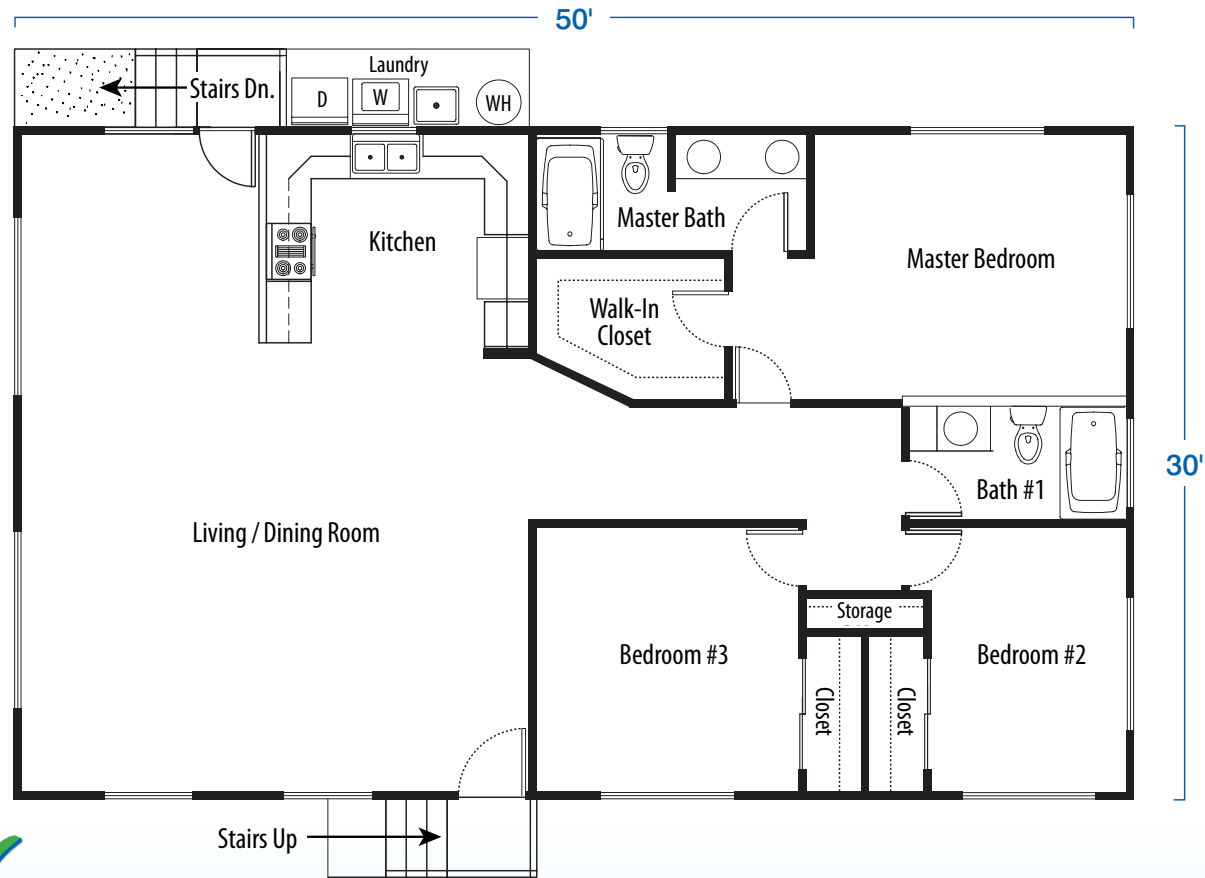 50'
Laundry
Stairs Dn.
D
W
WH
Master Bath
Kitchen
Master Bedroom
Walk-In
Closet
30'
Bath #1
Living / Dining Room
Storage
Bedroom #3
Bedroom #2
Closet
Closet
Stairs Up